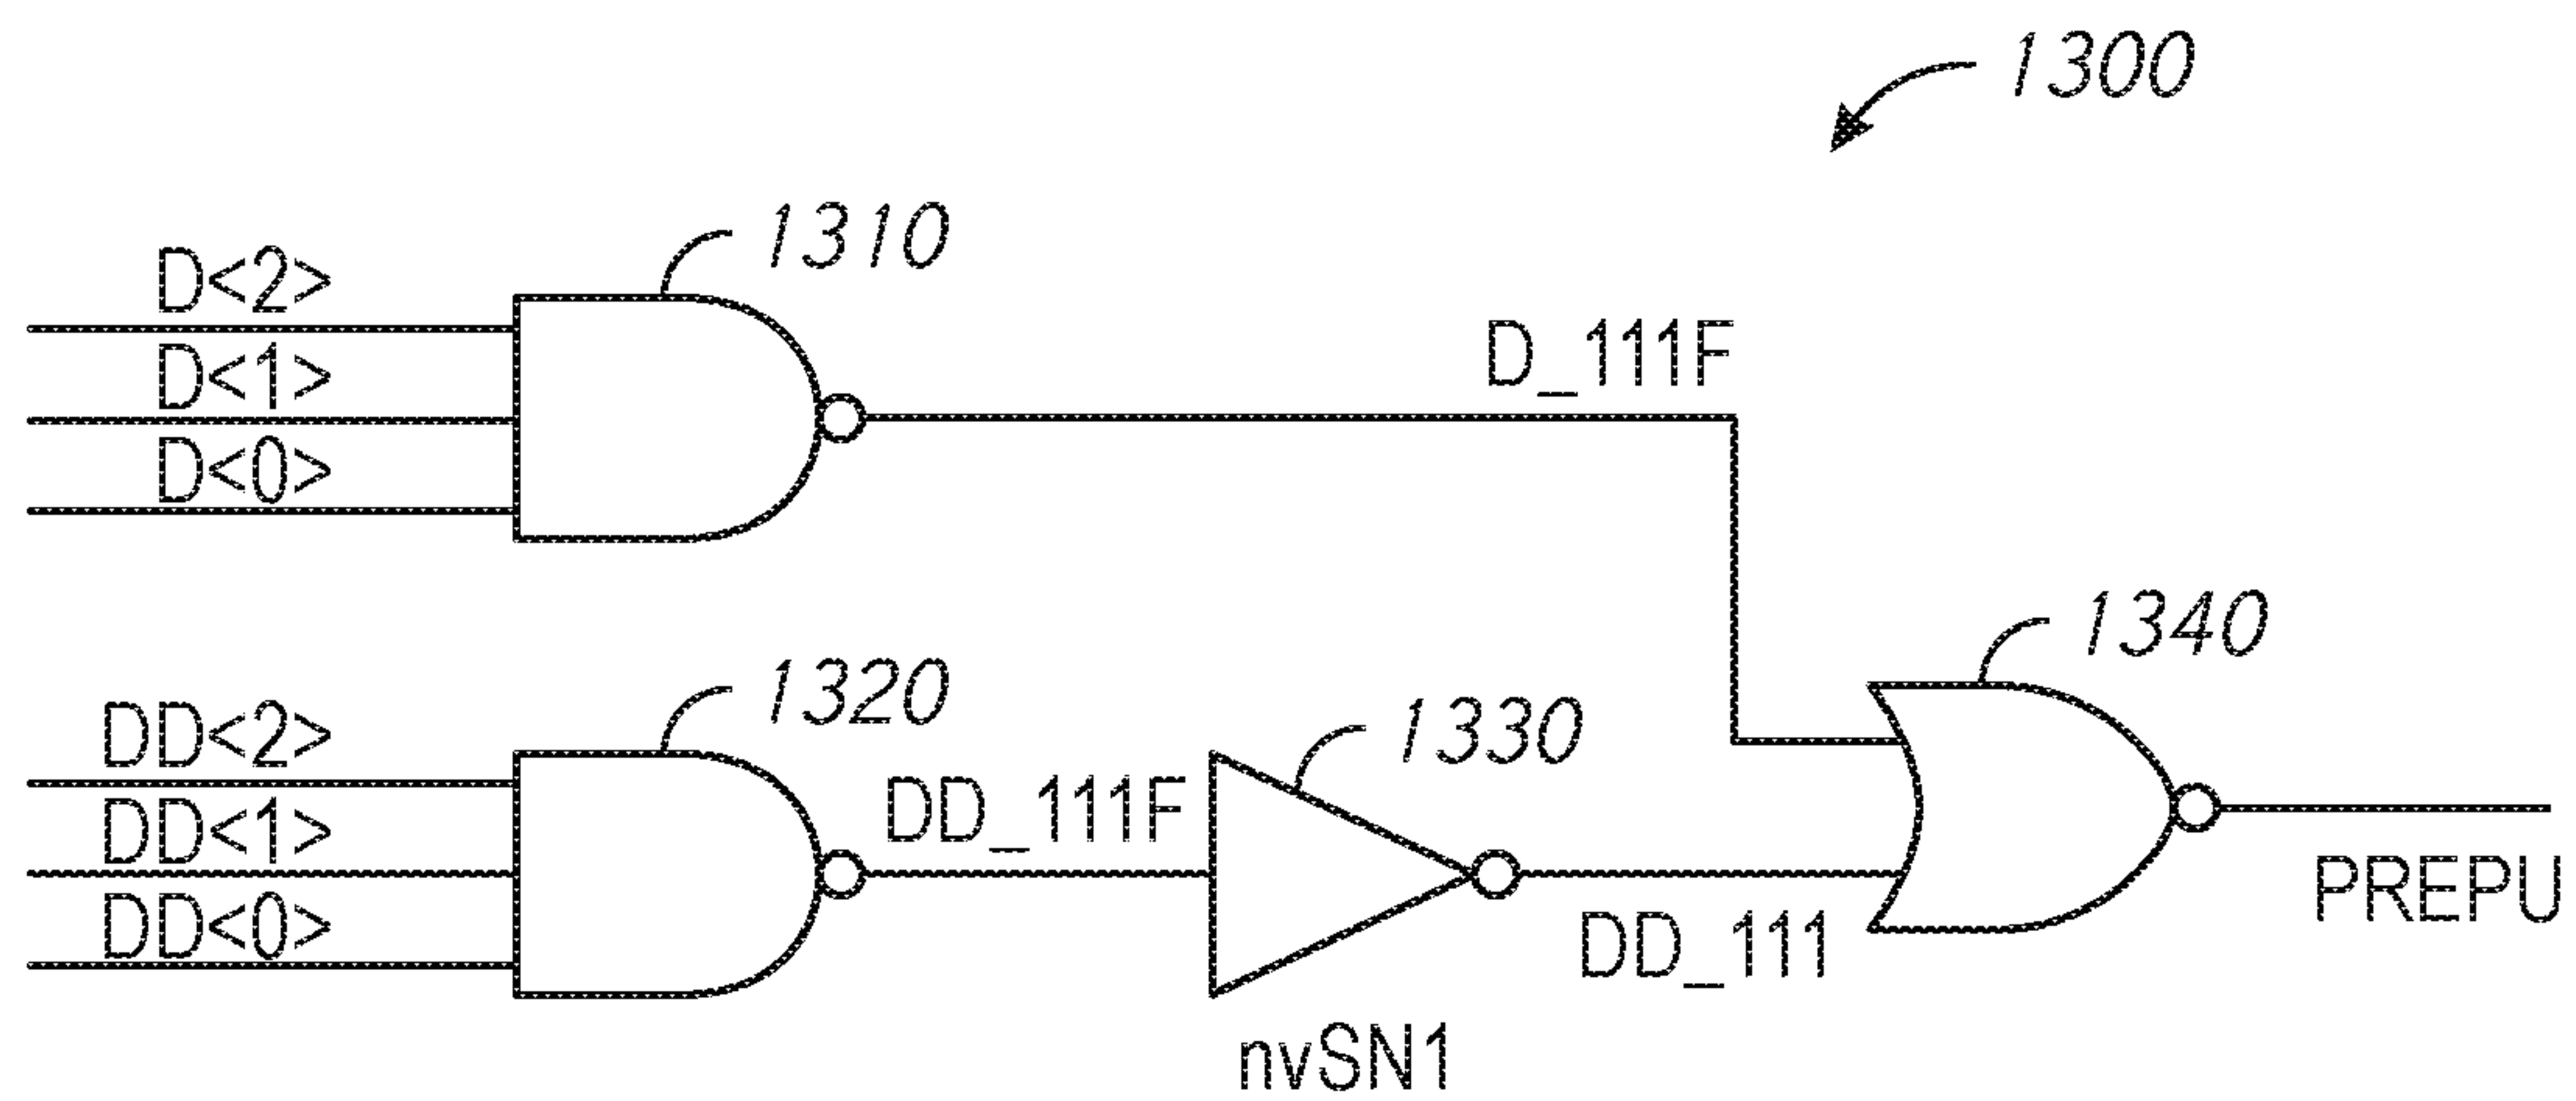 1300
1310
D<2>
D<1>
D_111F
D<0>
1340
1320
1330
DD<2>
DD_111F
DD<1>
PREPU
DD<0>
DD_111
nvSN1